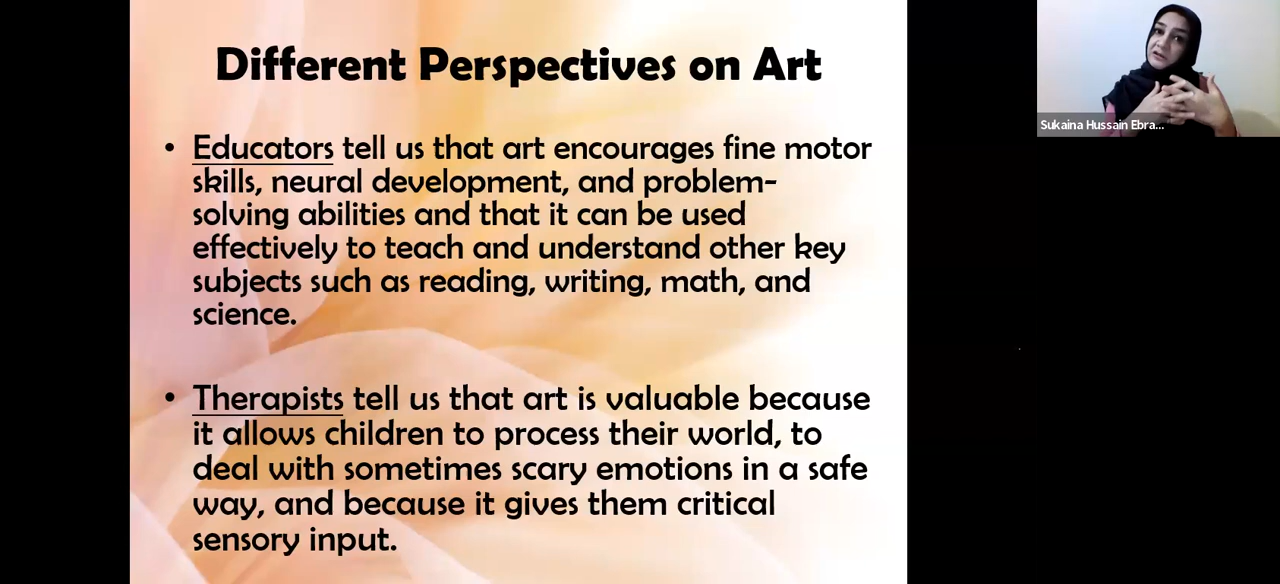 Different Perspectives on Art
• Educators tell us that art encourages fine motor
skills, neural development, and problem-
solving abilities and that it can be used
effectively to teach and understand other key
subjects such as reading, writing, math, and
science.
• Therapists tell us that art is valuable because
it allows children to process their world, to
deal with sometimes scary emotions in a safe
way, and because it gives them critical
sensory input.
Sukaina Hussain Ebra...